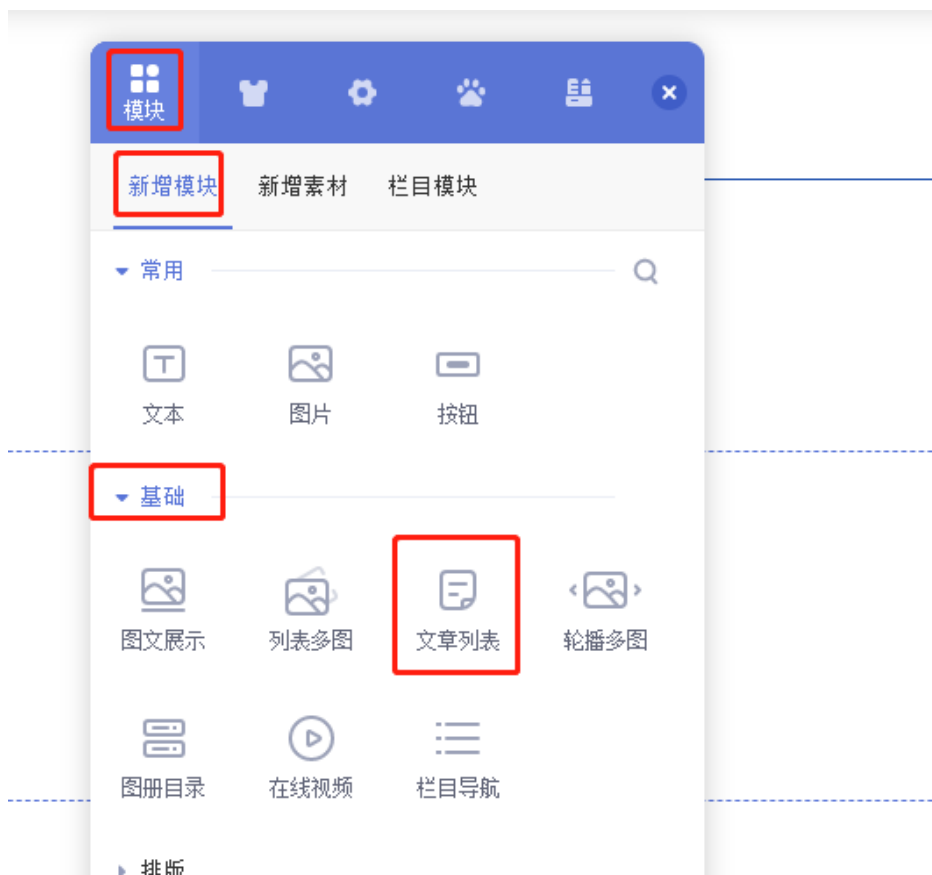 模块
新增模块 新增素材 栏目模块
常用
文本 图片 按钮
基础
图文展示 列表多图 文章列表 轮播多图
图册目录 在线视频 栏目导航
排版